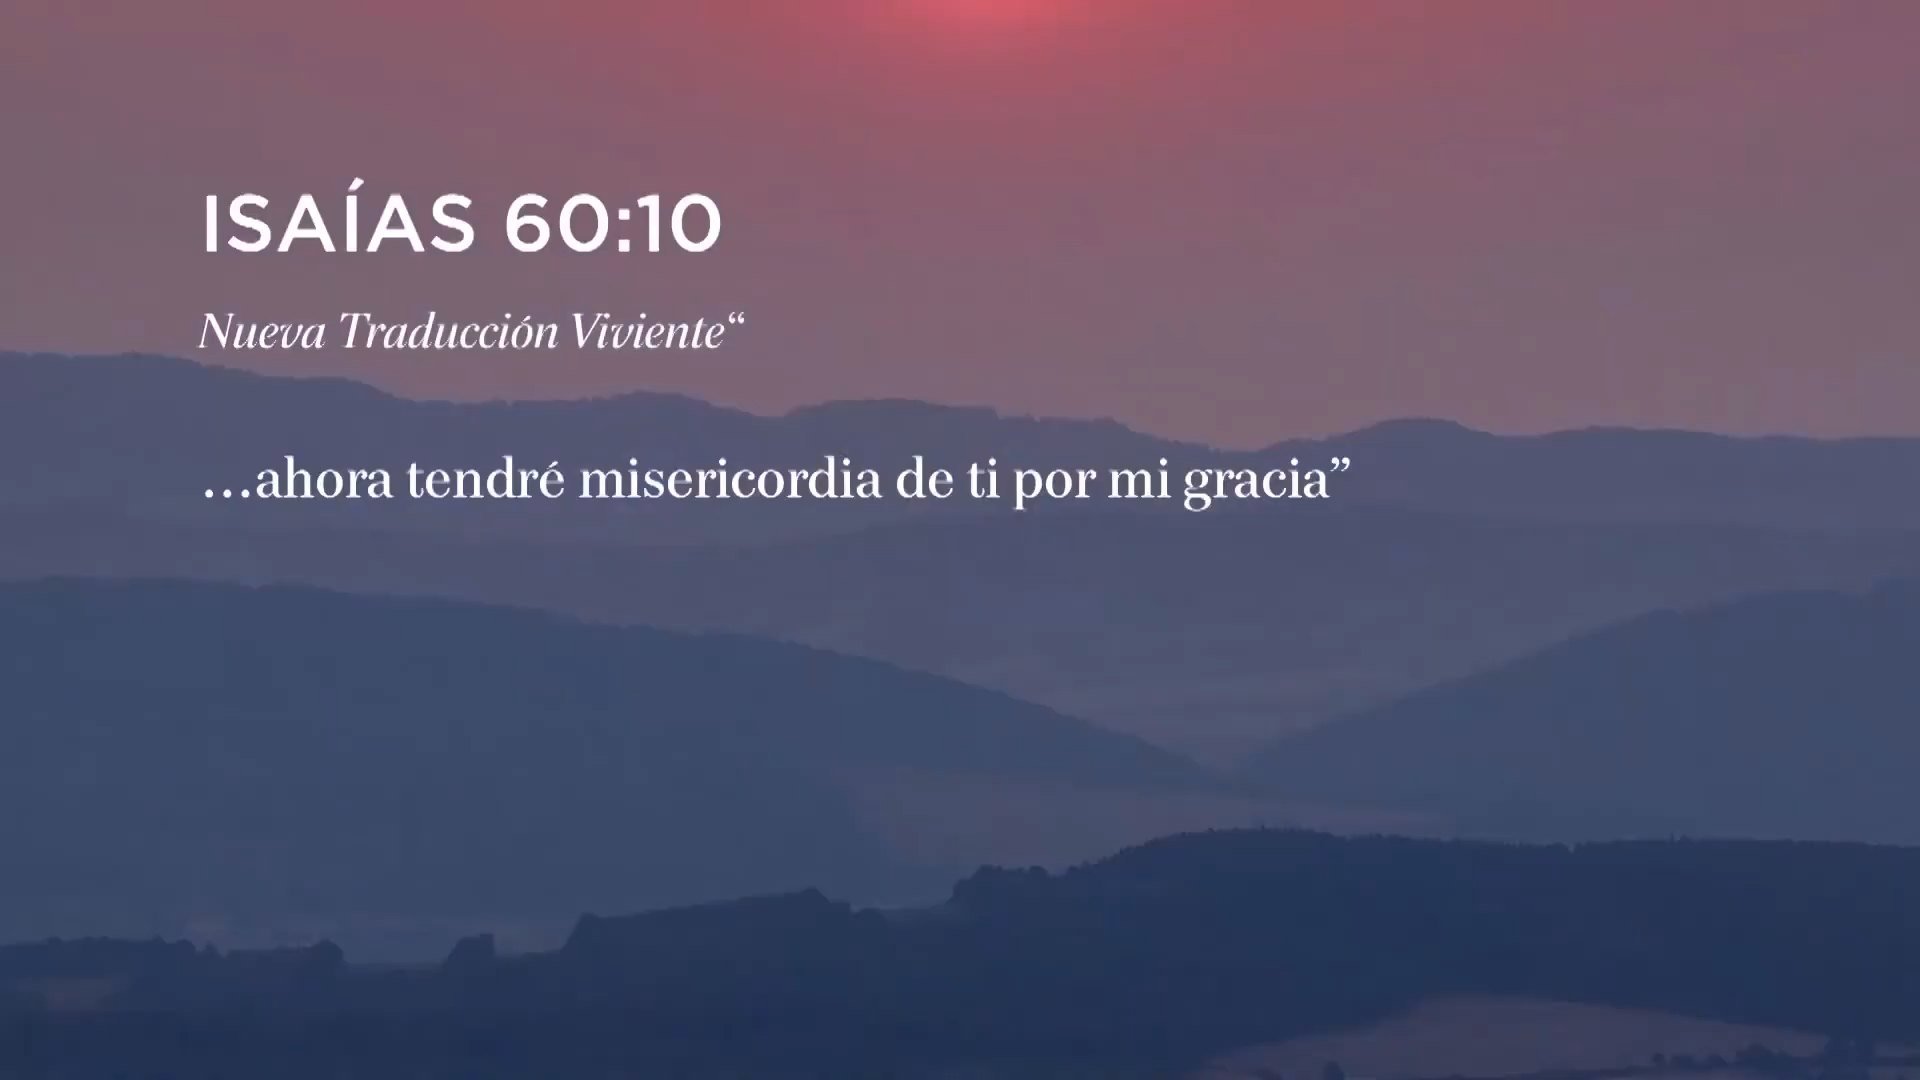 ISAÍAS 60:10
Nueva Traducción Viviente“
…ahora tendré misericordia de ti por mi gracia”